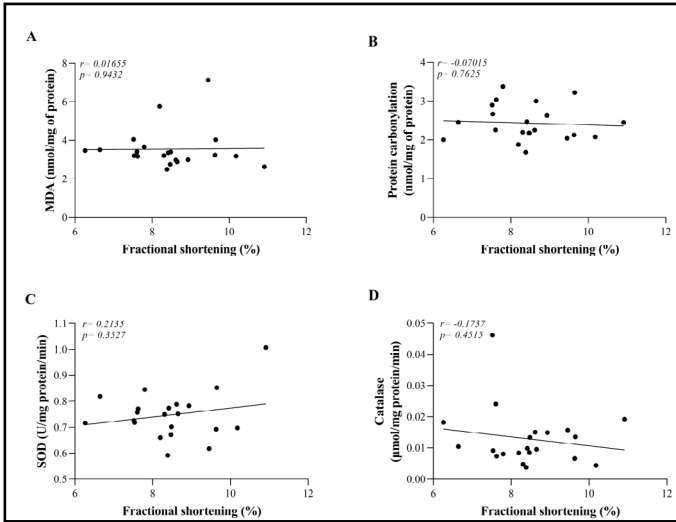 A
r= 0.01655
p= 0.9432
MDA (nmol/mg of protein)
8
6
4
2
0
6
8
10
12
Fractional shortening (%)
B
r= -0.07015
p= 0.7625
Protein carbonylation
(nmol/mg of protein)
4
3
2
1
0
6
8
10
12
Fractional shortening (%)
C
r= 0.2135
p= 0.3527
SOD (U/mg protein/min)
1.1
1.0
0.9
0.8
0.7
0.6
0.5
6
8
10
12
Fractional shortening (%)
D
r= -0.1737
p= 0.4515
Catalase
(μmol/mg protein/min)
0.05
0.04
0.03
0.02
0.01
0.00
6
8
10
12
Fractional shortening (%)